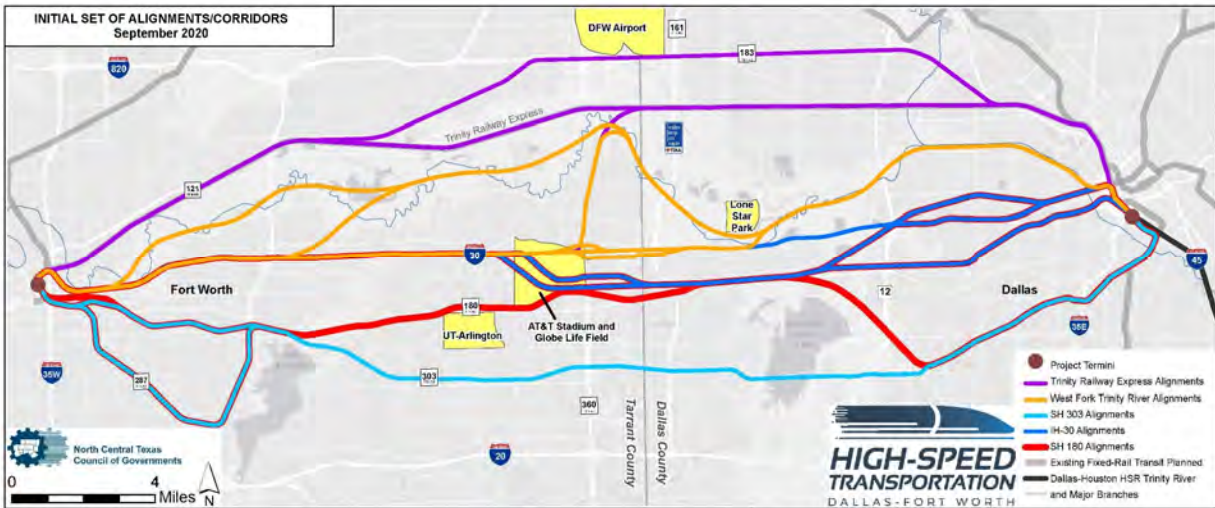 INITIAL SET OF ALIGNMENTS/CORRIDORS
September 2020
DFW Airport
161
183
820
Trinity Railway Express
121
Lone
Star
Park
30
Fort Worth
180
12
Dallas
45
AT&T Stadium and
Globe Life Field
UT-Arlington
35E
35W
287
303
360
Tarrant County
Dallas County
20
Project Termini
Trinity Railway Express Alignments
West Fork Trinity River Alignments
SH 303 Alignments
IH-30 Alignments
SH 180 Alignments
Existing Fixed-Rail Transit Planned
Dallas-Houston HSR Trinity River
and Major Branches
North Central Texas
Council of Governments
0 4
Miles
N
HIGH-SPEED
TRANSPORTATION
DALLAS-FORT WORTH